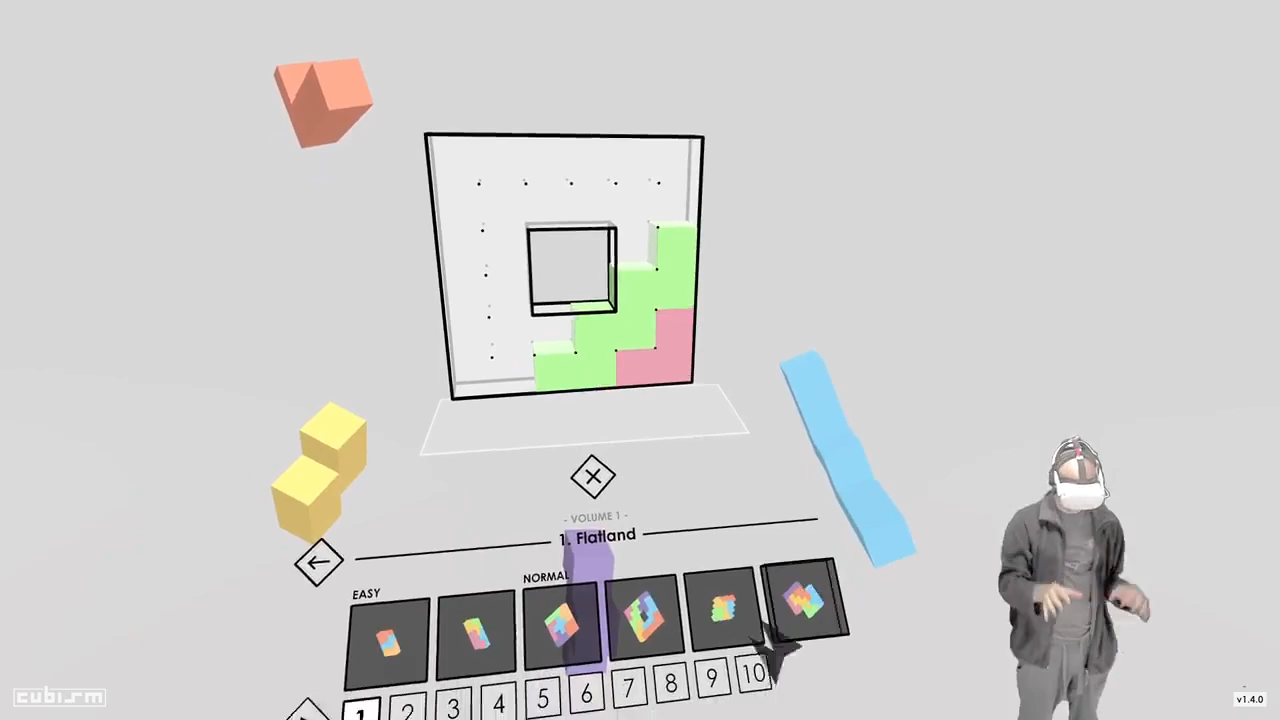 - VOLUME 1 -
1. Flatland
EASY
NORMAL
1 2 3 4 5 6 7 8 9 10
cubism
v1.4.0